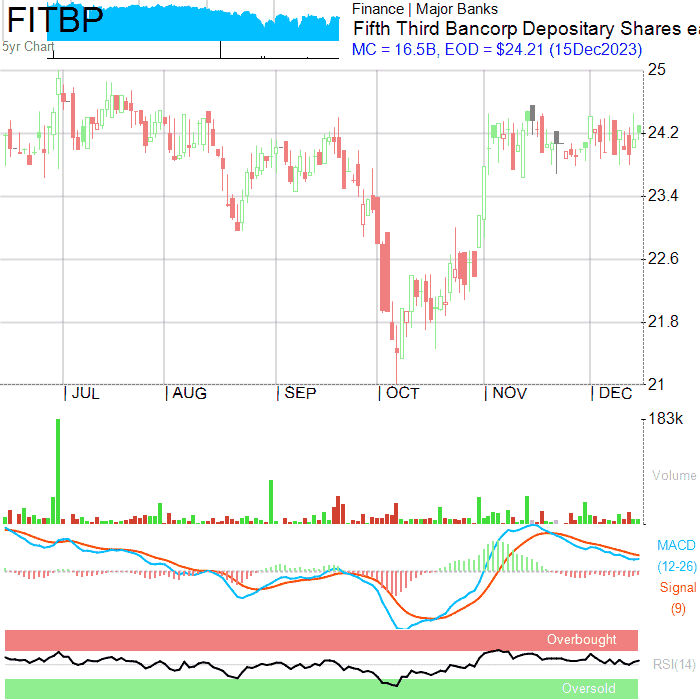 FITBP
Finance | Major Banks
Fifth Third Bancorp Depositary Shares ea
5yr Chart
MC = 16.5B, EOD = $24.21 (15Dec2023)
25
24.2
23.4
22.6
21.8
21
| JUL | AUG | SEP | OCT | NOV | DEC
183k
Volume
MACD
(12-26)
Signal
(9)
Overbought
RSI(14)
Oversold